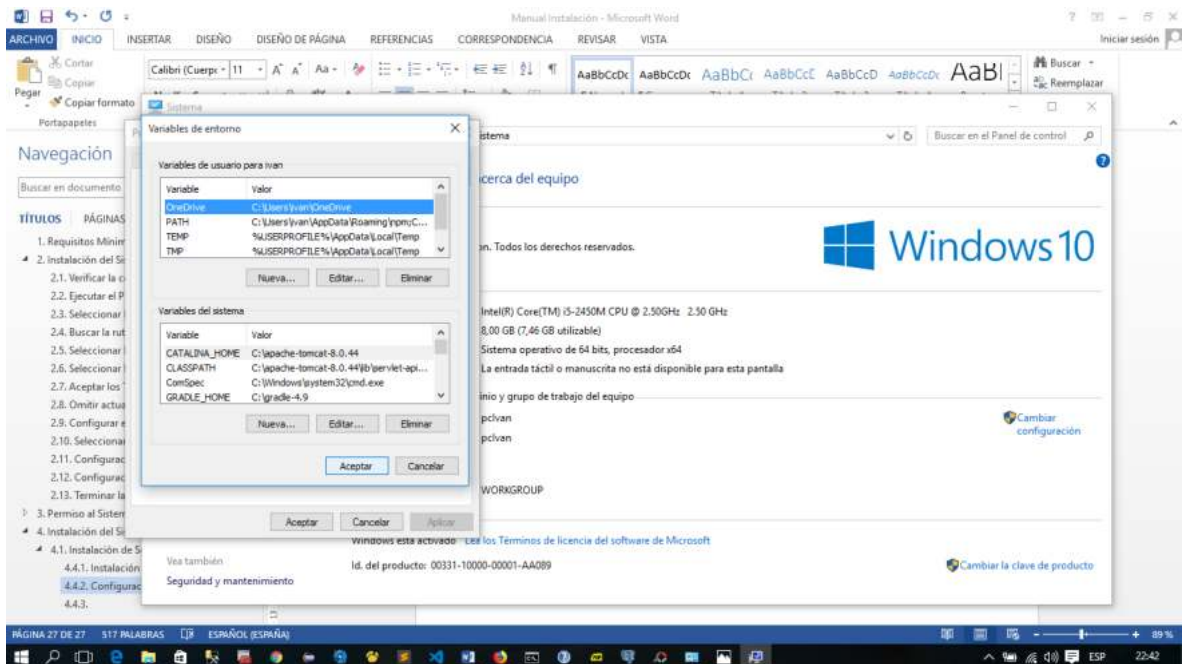 Manual Instalación - Microsoft Word
ARCHIVO INICIO INSERTAR DISEÑO DISEÑO DE PÁGINA REFERENCIAS CORRESPONDENCIA REVISAR VISTA Iniciar sesión
Cortar
Copiar
Pegar
Copiar formato
Portapapeles
Calibri (Cuerpo 11
AaBbCcDc AaBbCcDc AaBbCc AaBbCcE AaBbCcD AaBbCcDc AaBl
Buscar
Reemplazar
Sistema
istema
Buscar en el Panel de control
Navegación
Buscar en documento
TÍTULOS PÁGINAS
1. Requisitos Mínim
2. Instalación del Si
2.1. Verificar la c
2.2. Ejecutar el P
2.3. Seleccionar
2.4. Buscar la rut
2.5. Seleccionar
2.6. Seleccionar
2.7. Aceptar los
2.8. Omitir actua
2.9. Configurar e
2.10. Seleccionar
2.11. Configurac
2.12. Configurac
2.13. Terminar la
3. Permiso al Sistem
4. Instalación del Si
4.1. Instalación de S
4.4.1. Instalación
4.4.2. Configurac
4.4.3.
Variables de entorno
Variables de usuario para ivan
Variable Valor
OneDrive C:\Users\ivan\OneDrive
PATH C:\Users\ivan\AppData\Roaming\npm;C...
TEMP %USERPROFILE%\AppData\Local\Temp
TMP %USERPROFILE%\AppData\Local\Temp
Nueva... Editar... Eliminar
Variables del sistema
Variable Valor
CATALINA_HOME C:\apache-tomcat-8.0.44
CLASSPATH C:\apache-tomcat-8.0.44\lib\servlet-api...
ComSpec C:\Windows\system32\cmd.exe
GRADLE_HOME C:\gradle-4.9
Nueva... Editar... Eliminar
Aceptar Cancelar
Aceptar Cancelar Aplicar
cerca del equipo
on. Todos los derechos reservados.
Windows 10
Intel(R) Core(TM) i5-2450M CPU @ 2.50GHz 2.50 GHz
8,00 GB (7,46 GB utilizable)
Sistema operativo de 64 bits, procesador x64
La entrada táctil o manuscrita no está disponible para esta pantalla
inio y grupo de trabajo del equipo
pcIvan
pcIvan
Cambiar
configuración
WORKGROUP
Windows está activado Lea los Términos de licencia del software de Microsoft
Id. del producto: 00331-10000-00001-AA089
Cambiar la clave de producto
Vea también
Seguridad y mantenimiento
PÁGINA 27 DE 27 517 PALABRAS ESPAÑOL (ESPAÑA) 89 %
ESP 22:42